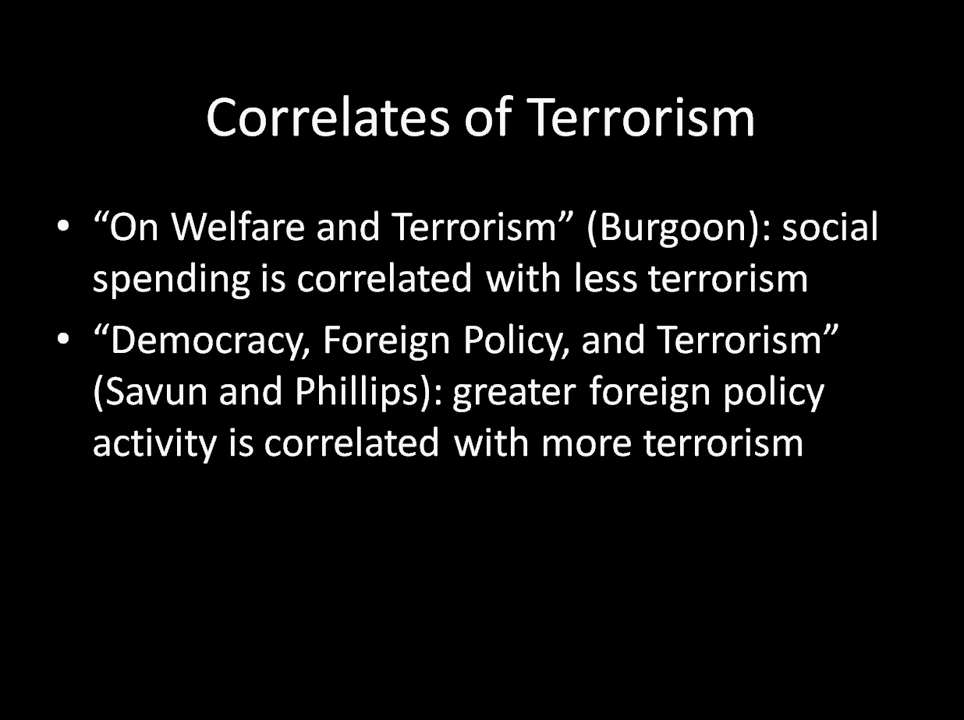 Correlates of Terrorism
• “On Welfare and Terrorism” (Burgoon): social
spending is correlated with less terrorism
• “Democracy, Foreign Policy, and Terrorism”
(Savun and Phillips): greater foreign policy
activity is correlated with more terrorism